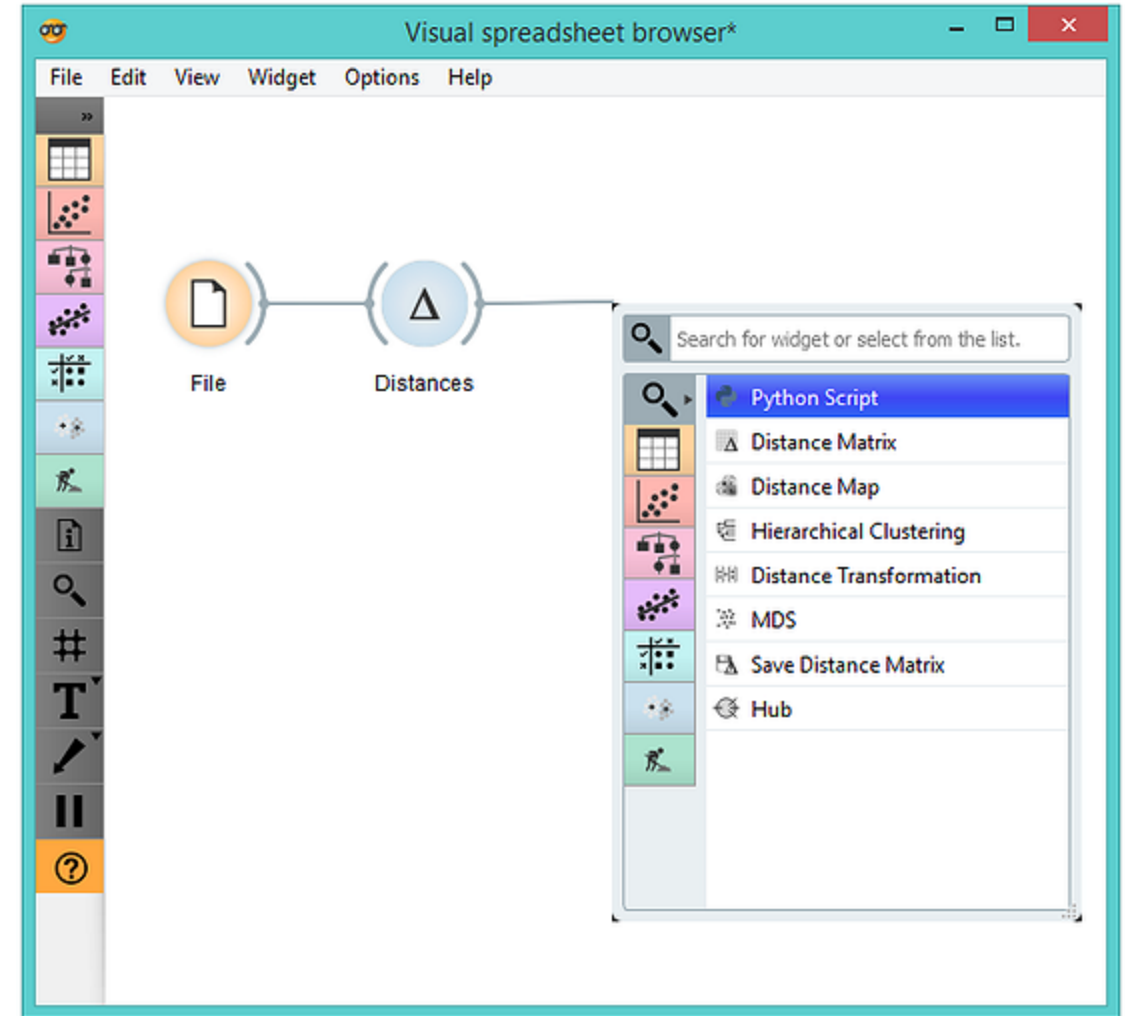 Visual spreadsheet browser*
File Edit View Widget Options Help
File
Distances
Search for widget or select from the list.
Python Script
Distance Matrix
Distance Map
Hierarchical Clustering
Distance Transformation
MDS
Save Distance Matrix
Hub
T
Δ